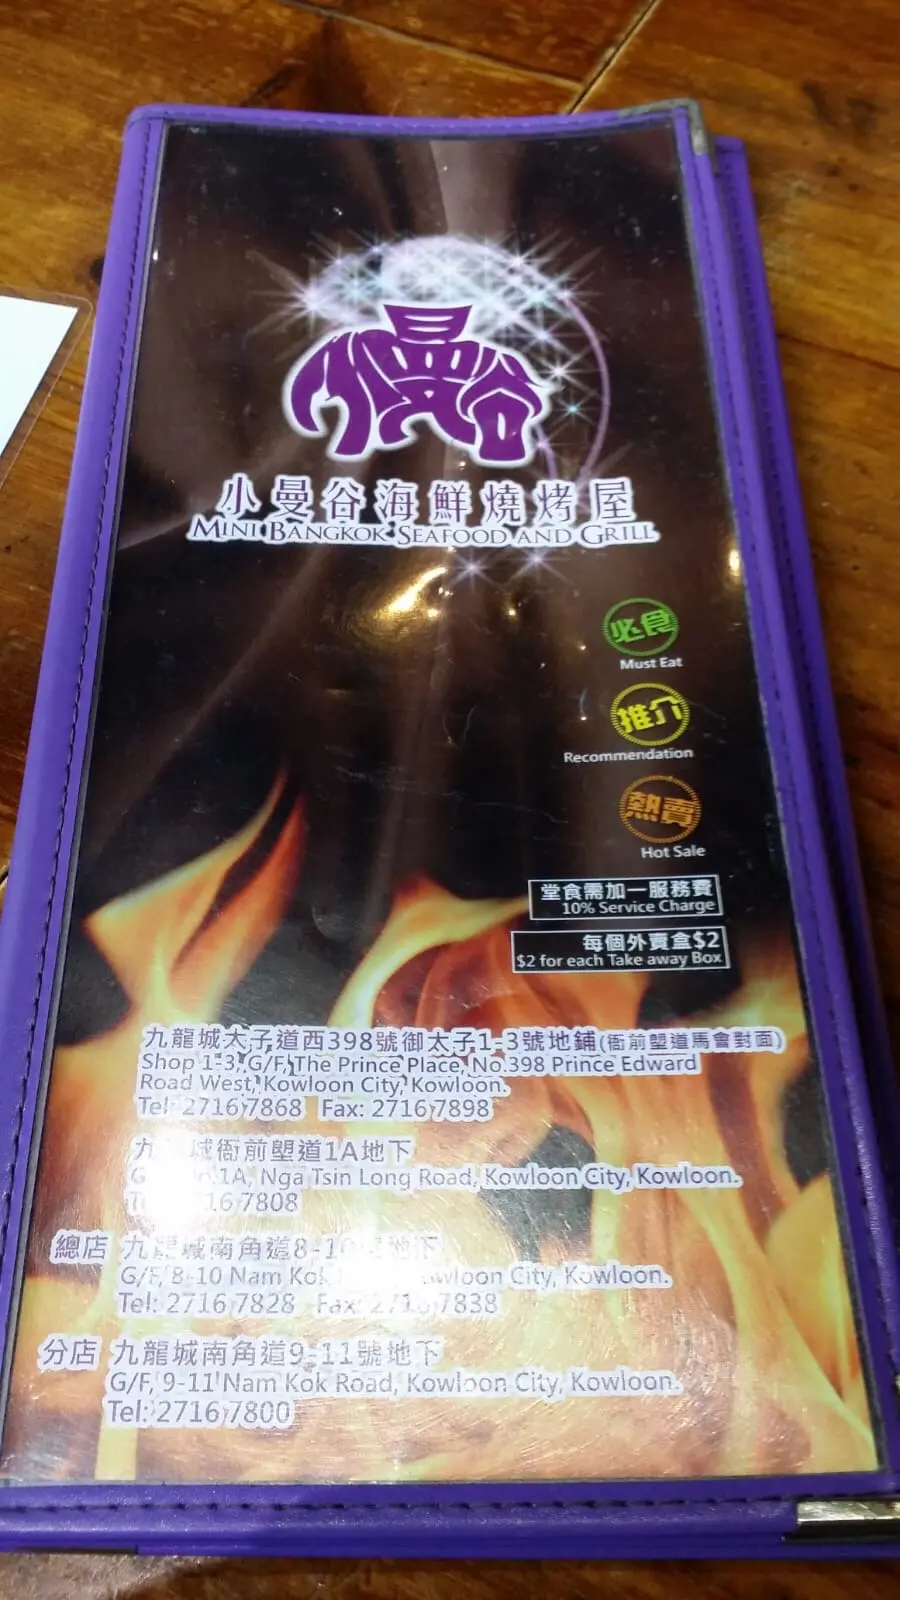 小曼谷
小曼谷海鮮燒烤屋
MINI BANGKOK SEAFOOD AND GRILL
必食
Must Eat
推介
Recommendation
熱賣
Hot Sale
堂食需加一服務費
10% Service Charge
每個外賣盒$2
$2 for each Take away Box
九龍城太子道西398號御太子1-3號地鋪(衙前塱道馬會對面)
Shop 1-3, G/F, The Prince Place, No.398 Prince Edward
Road West, Kowloon City, Kowloon.
Tel: 2716 7868 Fax: 2716 7898
九 城衙前塱道1A地下
1A, Nga Tsin Long Road, Kowloon City, Kowloon.
16 7808
總店 九龍城南角道8-10號地下
G/F, 8-10 Nam Kok Kowloon City, Kowloon.
Tel: 2716 7828 Fax: 2716 7838
分店 九龍城南角道9-11號地下
G/F, 9-11 Nam Kok Road, Kowloon City, Kowloon.
Tel: 2716 7800